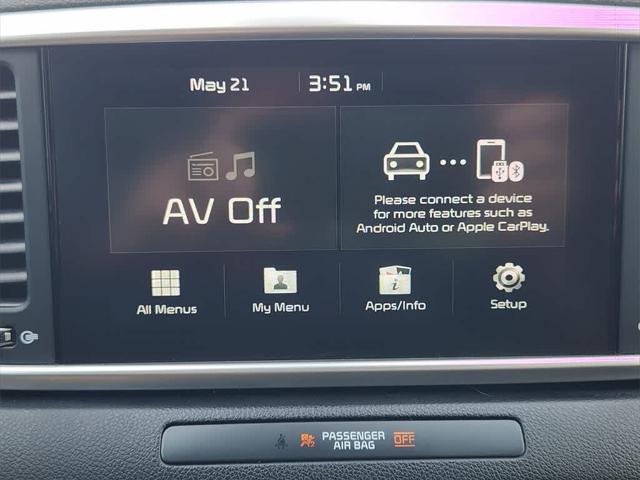 May 21
3:51 PM
AV Off
Please connect a device
for more features such as
Android Auto or Apple CarPlay.
All Menus
My Menu
Apps/Info
Setup
PASSENGER
AIR BAG
OFF